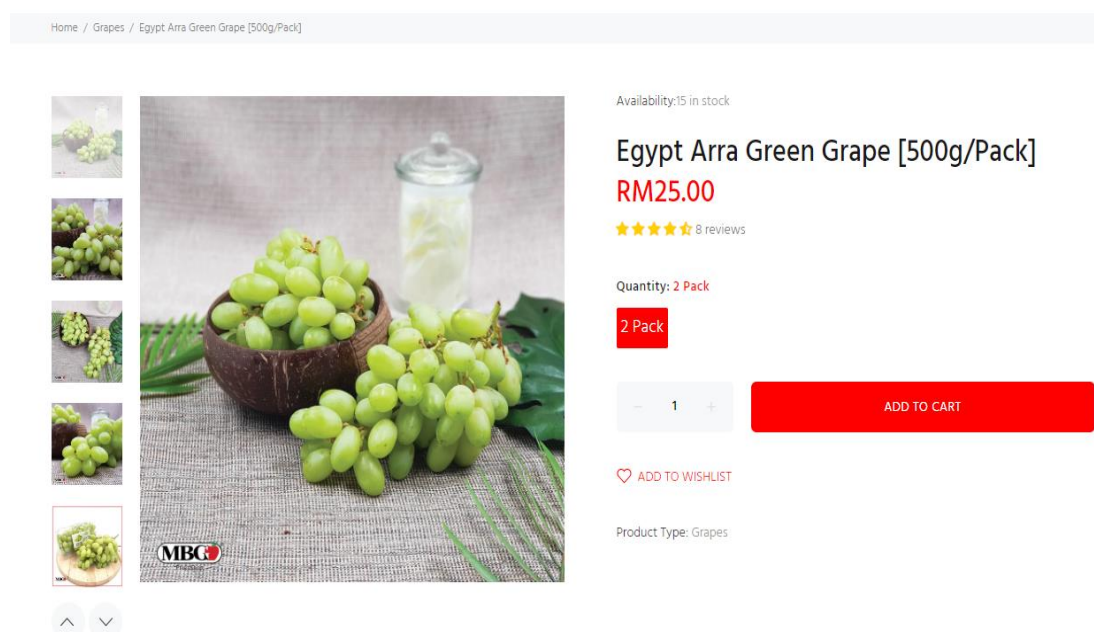 Home / Grapes / Egypt Arra Green Grape [500g/Pack]
Availability:15 in stock
Egypt Arra Green Grape [500g/Pack]
RM25.00
8 reviews
Quantity: 2 Pack
2 Pack
- 1 +
ADD TO CART
ADD TO WISHLIST
Product Type: Grapes
MBG